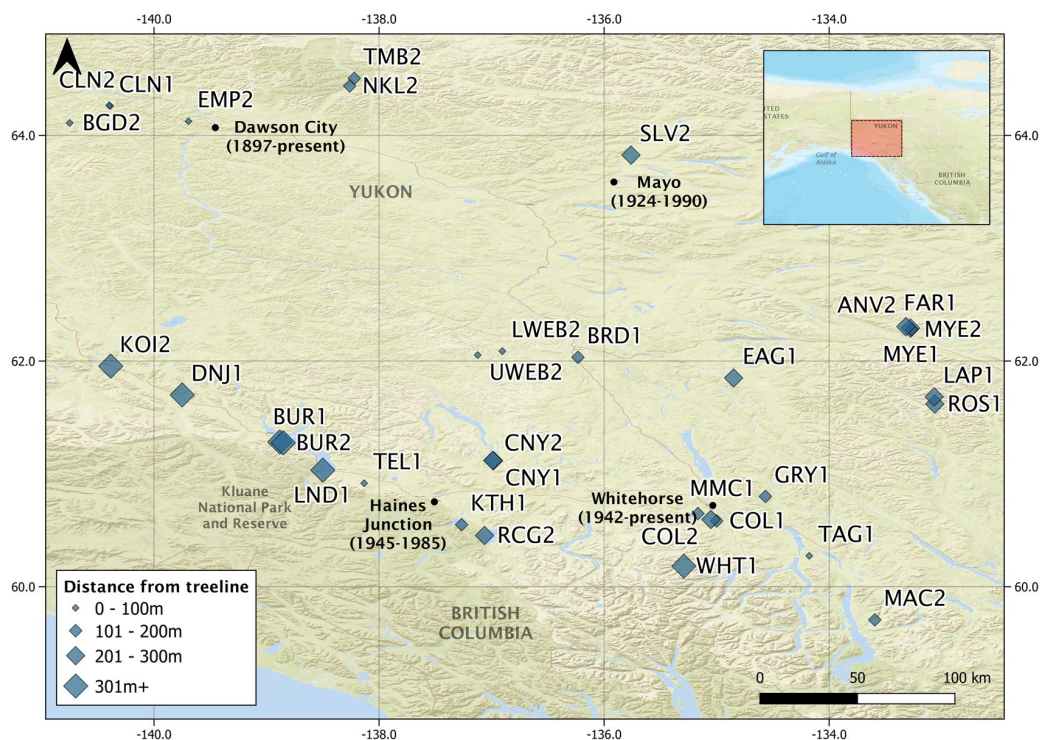 -140.0
-138.0
-136.0
-134.0
TMB2
CLN2
CLN1
NKL2
EMP2
BGD2
64.0
Dawson City
(1897-present)
SLV2
64.0
YUKON
Mayo
(1924-1990)
ITED
STATES
YUKON
Gulf of
Alaska
BRITISH
COLUMBIA
ANV2
FAR1
MYE2
MYE1
KOI2
LWEB2
BRD1
EAG1
62.0
62.0
UWEB2
DNJ1
LAP1
ROS1
BUR1
BUR2
CNY2
TEL1
CNY1
LND1
Kluane
National Park
and Reserve
Haines
Junction
(1945-1985)
KTH1
RCG2
Whitehorse
(1942-present)
MMC1
GRY1
COL1
COL2
TAG1
WHT1
60.0
60.0
MAC2
BRITISH
COLUMBIA
Distance from treeline
0 - 100m
101 - 200m
201 - 300m
301m+
0
50
100 km
-140.0
-138.0
-136.0
-134.0